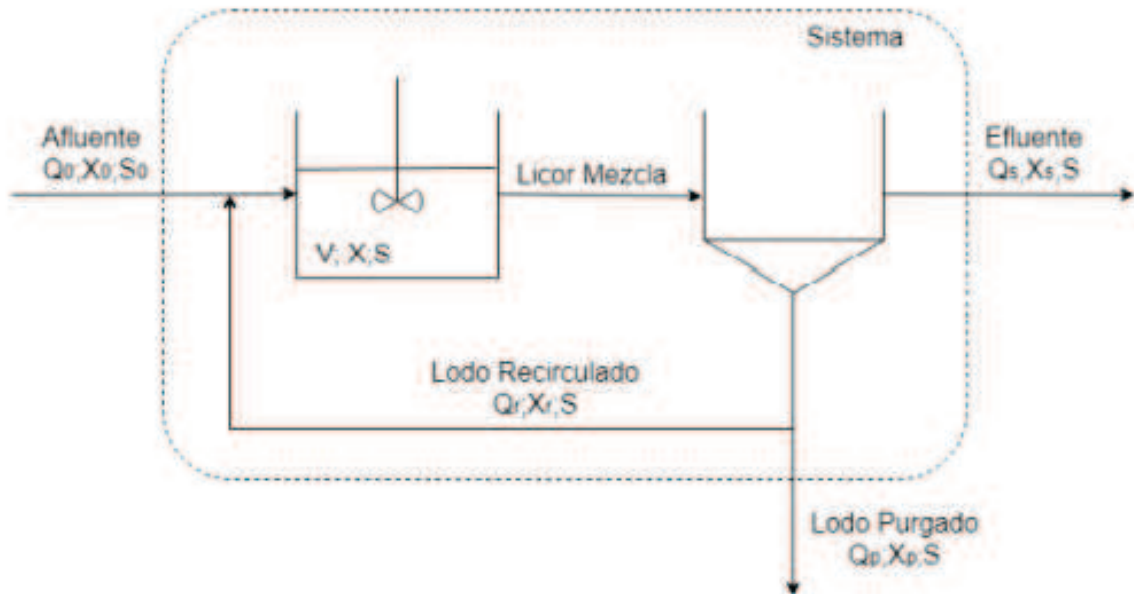 Sistema
Afluente
Q₀;X₀;S₀
Licor Mezcla
Efluente
Qₛ,Xₛ,S
V; X;S
Lodo Recirculado
Qᵣ;Xᵣ,S
Lodo Purgado
Qₚ,Xₚ,S